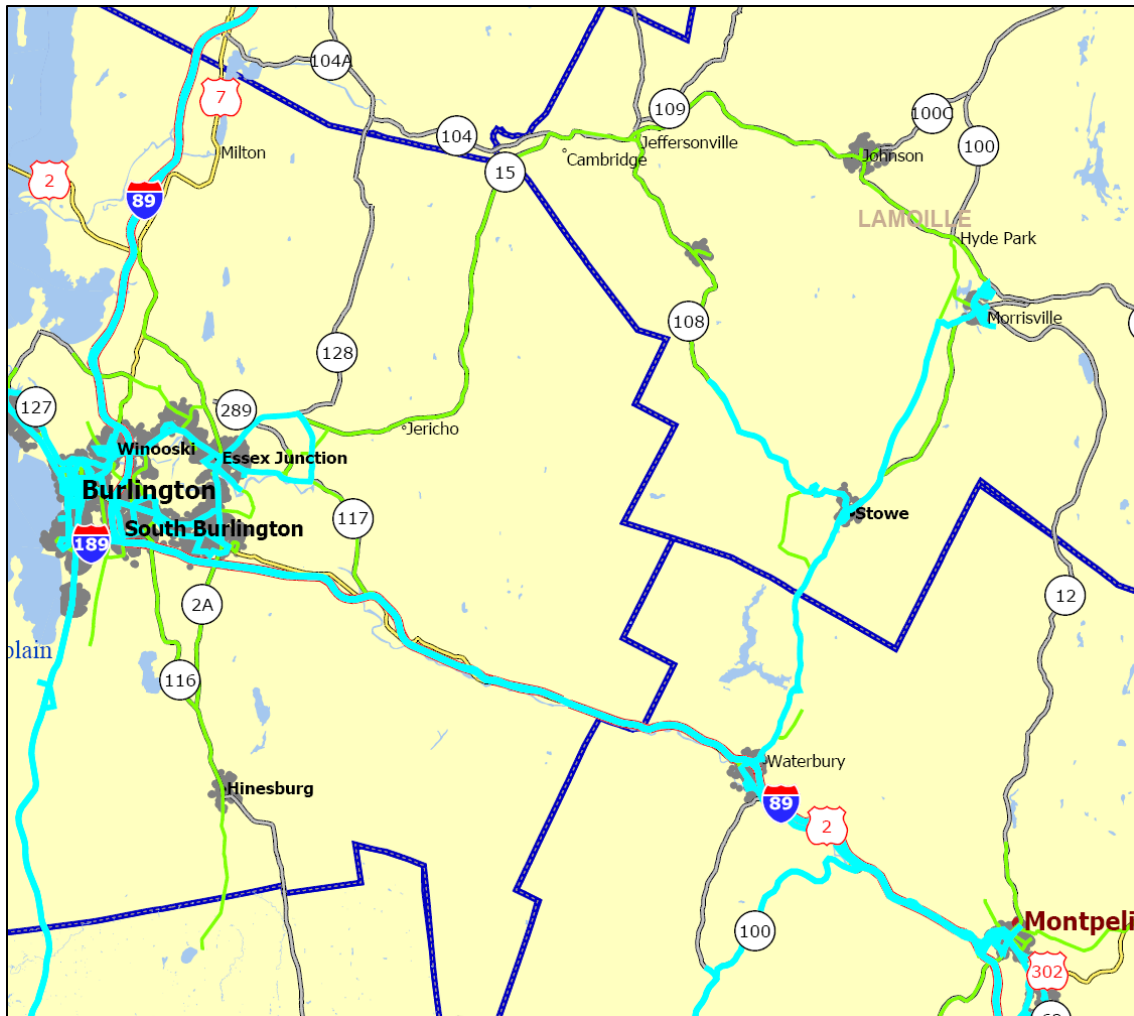 104A
7
109
100C
104
100
Milton
Jeffersonville
Cambridge
Johnson
15
2
89
LAMOILLE
Hyde Park
Morrisville
108
128
127
289
Jericho
Winooski
Essex Junction
Burlington
117
Stowe
South Burlington
189
12
2A
plain
116
Waterbury
Hinesburg
89
2
100
Montpeli
302